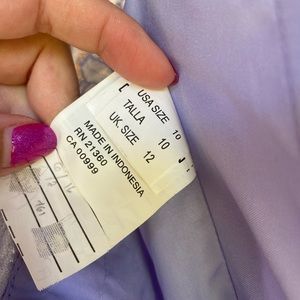 USA SIZE 10
TALLA 10
UK SIZE 12
MADE IN INDONESIA
RN 21360
CA 00999